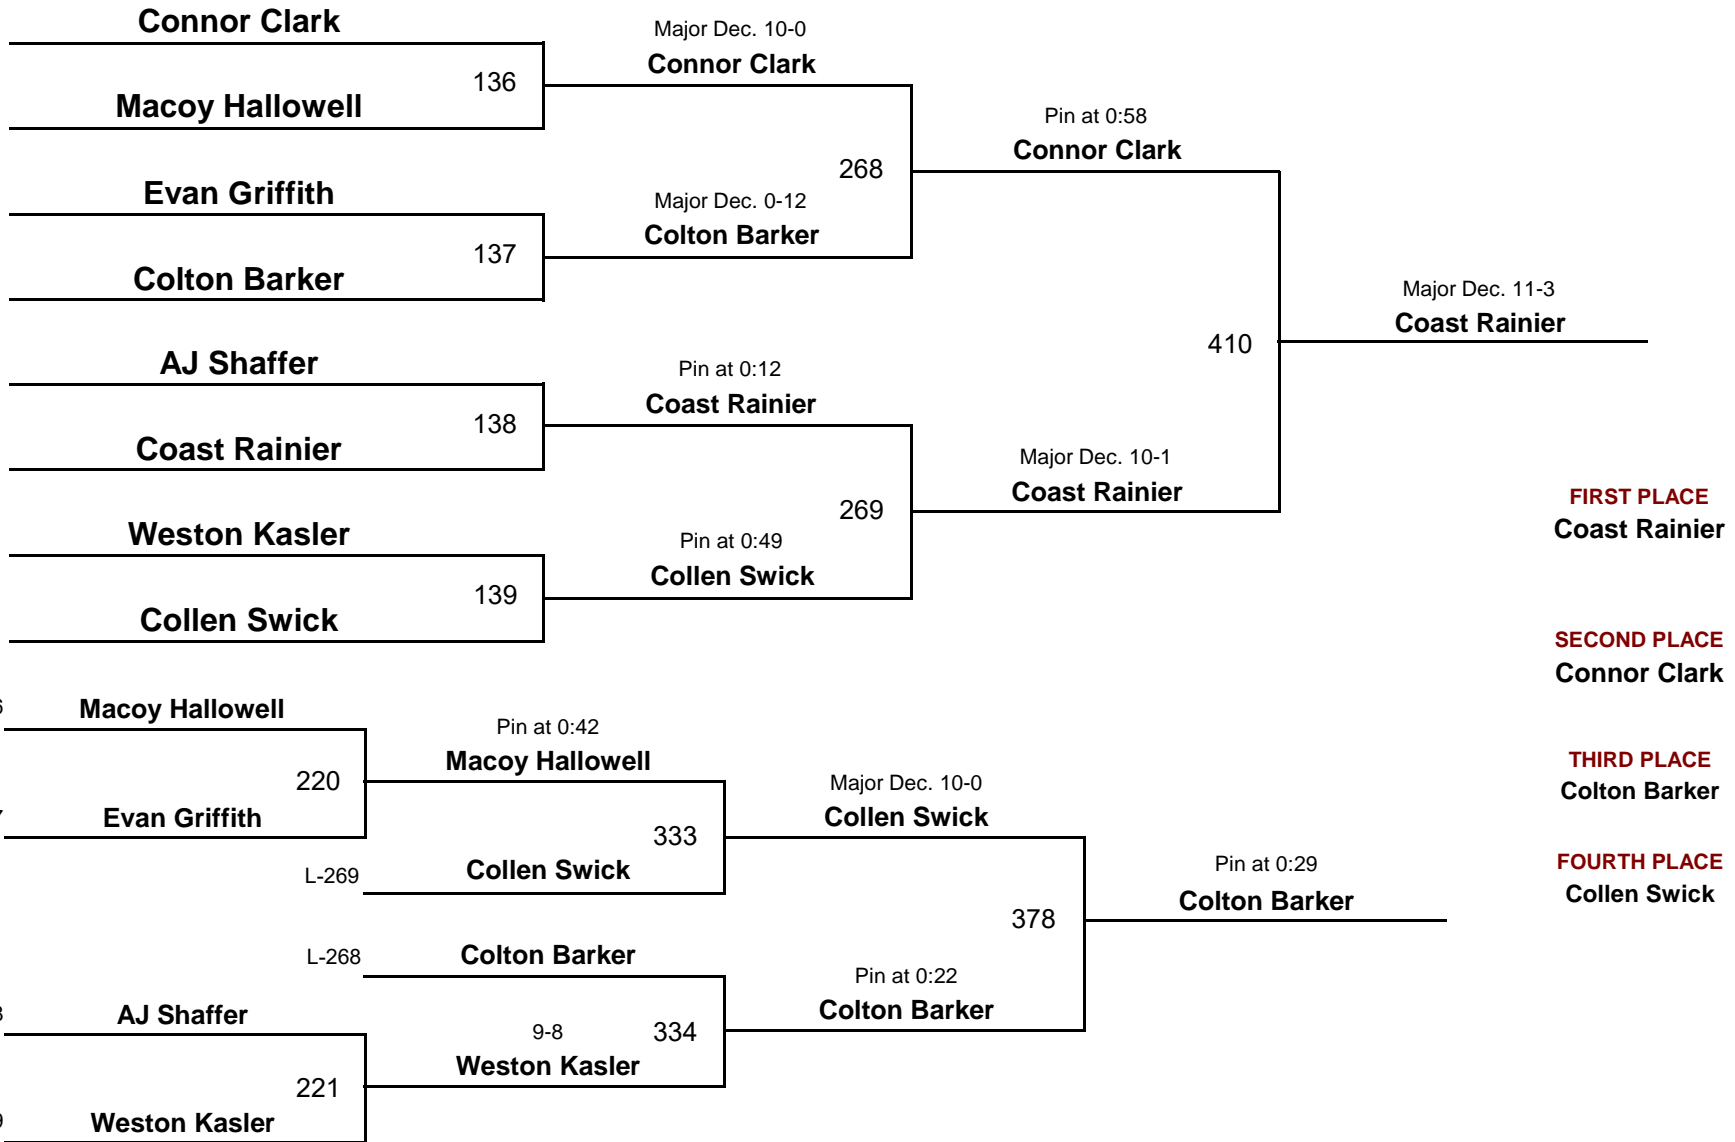 Connor Clark
Major Dec. 10-0
Connor Clark
136
Macoy Hallowell
Pin at 0:58
Connor Clark
268
Evan Griffith
Major Dec. 0-12
Colton Barker
137
Colton Barker
Major Dec. 11-3
Coast Rainier
410
AJ Shaffer
Pin at 0:12
Coast Rainier
138
Coast Rainier
Major Dec. 10-1
Coast Rainier
269
Weston Kasler
Pin at 0:49
Collen Swick
139
Collen Swick
FIRST PLACE
Coast Rainier
SECOND PLACE
Connor Clark
THIRD PLACE
Colton Barker
FOURTH PLACE
Collen Swick
Macoy Hallowell
Pin at 0:42
Macoy Hallowell
220
Evan Griffith
Major Dec. 10-0
Collen Swick
333
L-269 Collen Swick
Pin at 0:29
Colton Barker
378
L-268 Colton Barker
Pin at 0:22
Colton Barker
AJ Shaffer
9-8
334
Weston Kasler
221
Weston Kasler